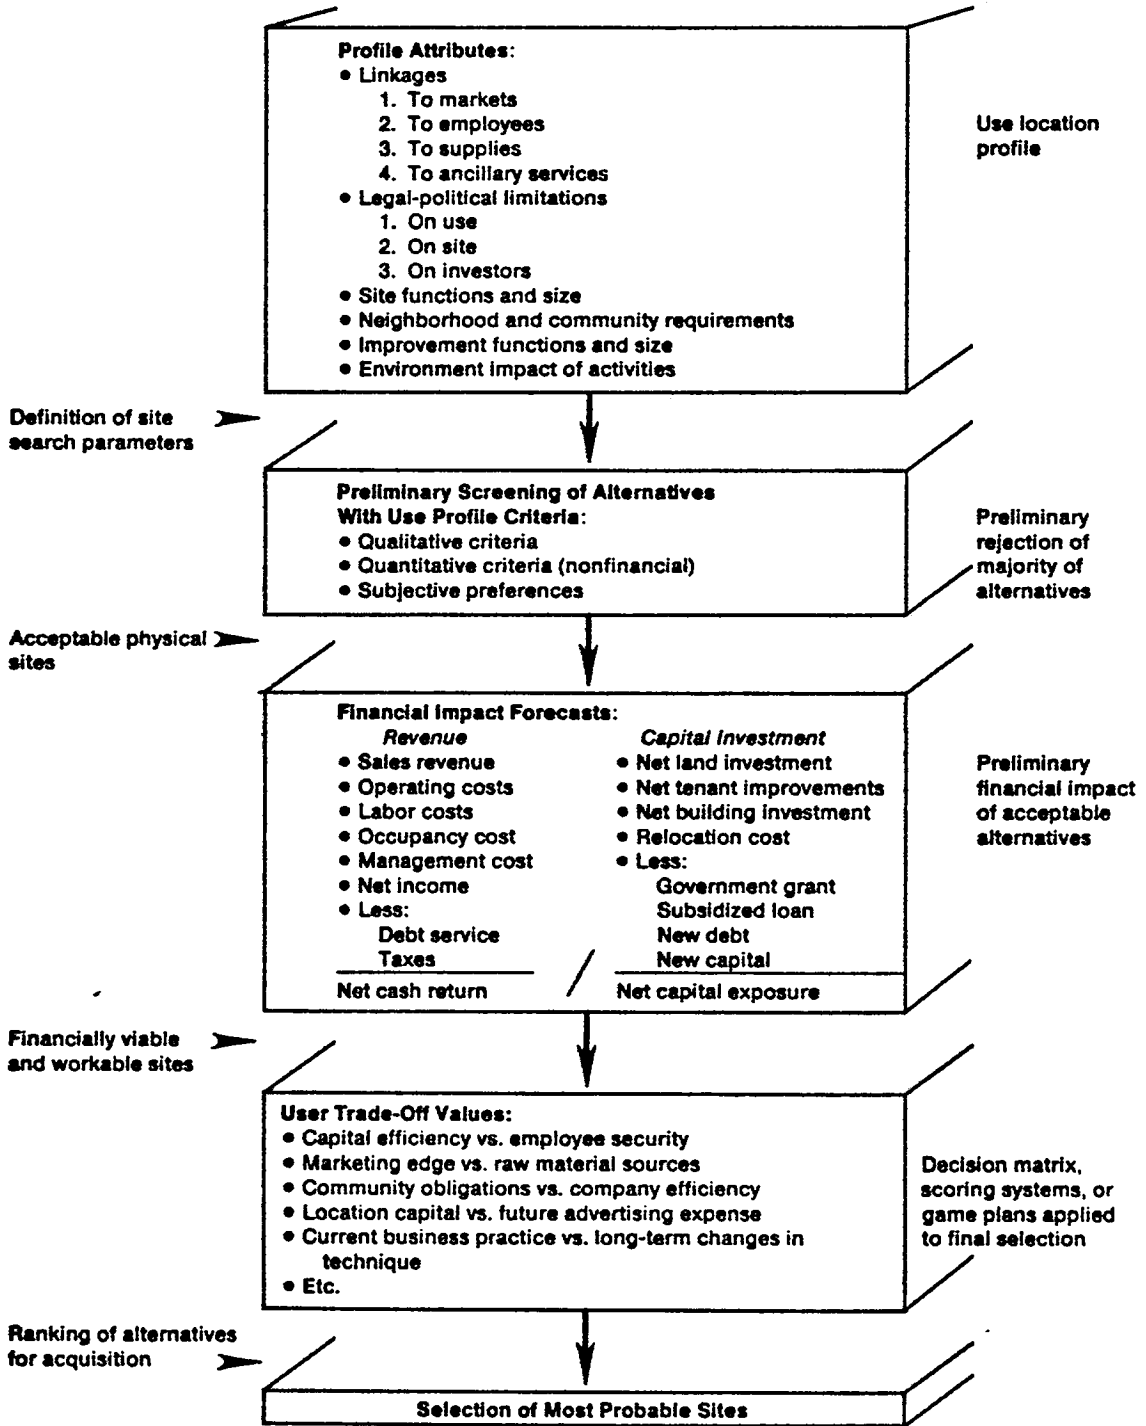 Profile Attributes:
• Linkages
1. To markets
2. To employees
3. To supplies
4. To ancillary services
• Legal-political limitations
1. On use
2. On site
3. On investors
• Site functions and size
• Neighborhood and community requirements
• Improvement functions and size
• Environment impact of activities
Use location
profile
Definition of site
search parameters
Preliminary Screening of Alternatives
With Use Profile Criteria:
• Qualitative criteria
• Quantitative criteria (nonfinancial)
• Subjective preferences
Preliminary
rejection of
majority of
alternatives
Acceptable physical
sites
Financial Impact Forecasts:
Revenue
• Sales revenue
• Operating costs
• Labor costs
• Occupancy cost
• Management cost
• Net income
• Less:
Debt service
Taxes
Net cash return
/
Capital Investment
• Net land investment
• Net tenant improvements
• Net building investment
• Relocation cost
• Less:
Government grant
Subsidized loan
New debt
New capital
Net capital exposure
Preliminary
financial impact
of acceptable
alternatives
Financially viable
and workable sites
User Trade-Off Values:
• Capital efficiency vs. employee security
• Marketing edge vs. raw material sources
• Community obligations vs. company efficiency
• Location capital vs. future advertising expense
• Current business practice vs. long-term changes in
technique
• Etc.
Decision matrix,
scoring systems, or
game plans applied
to final selection
Ranking of alternatives
for acquisition
Selection of Most Probable Sites